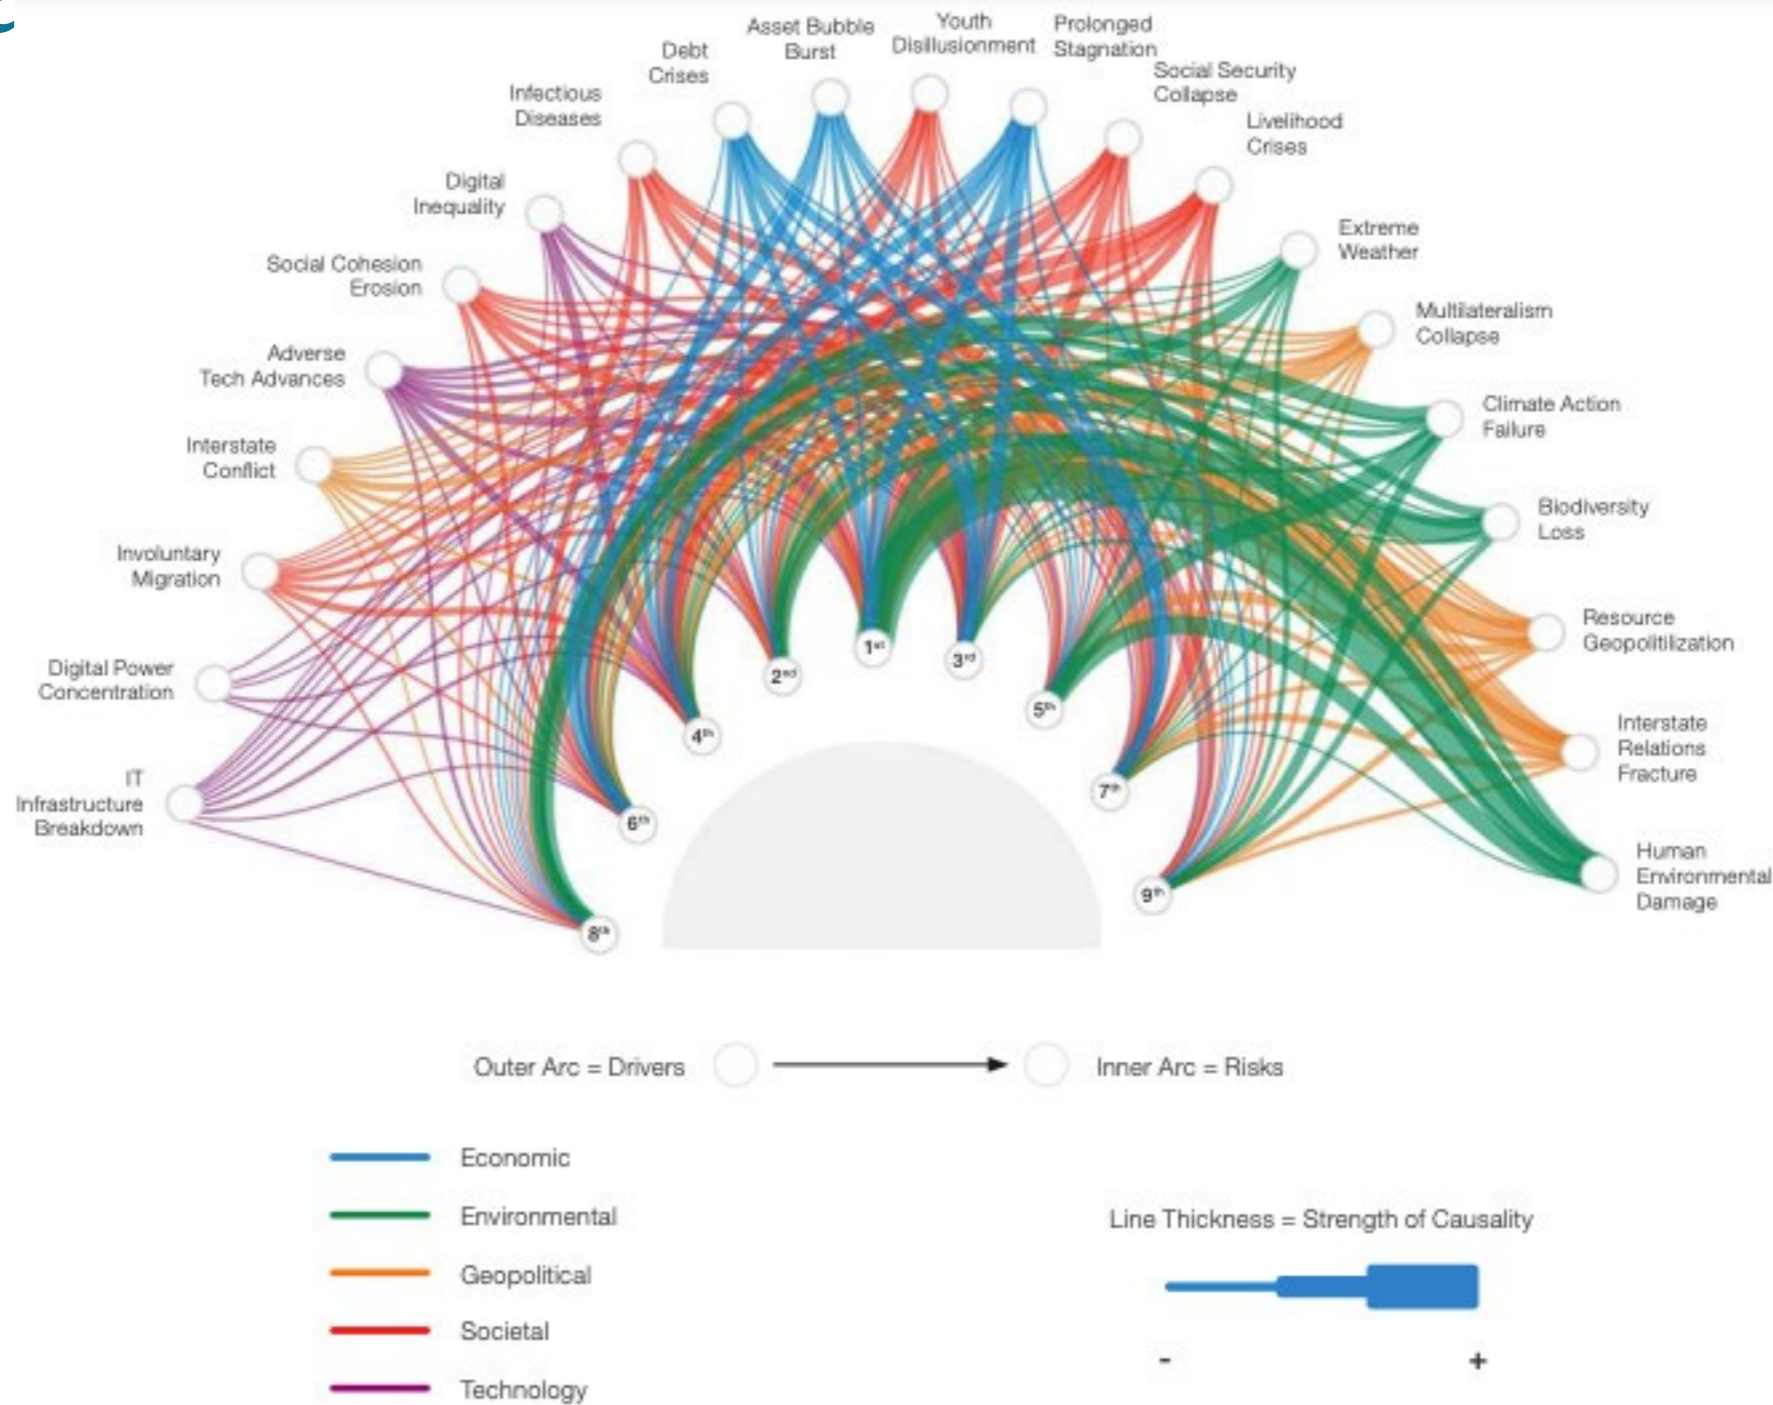 Asset Bubble
Burst
Youth
Disillusionment
Prolonged
Stagnation
Debt
Crises
Social Security
Collapse
Infectious
Diseases
Livelihood
Crises
Digital
Inequality
Extreme
Weather
Social Cohesion
Erosion
Multilateralism
Collapse
Adverse
Tech Advances
Climate Action
Failure
Interstate
Conflict
Biodiversity
Loss
Involuntary
Migration
Resource
Geopolitilization
Digital Power
Concentration
Interstate
Relations
Fracture
IT
Infrastructure
Breakdown
Human
Environmental
Damage
1st
2nd
3rd
4th
5th
6th
7th
8th
9th
Outer Arc = Drivers
Inner Arc = Risks
Economic
Environmental
Geopolitical
Societal
Technology
Line Thickness = Strength of Causality
- +